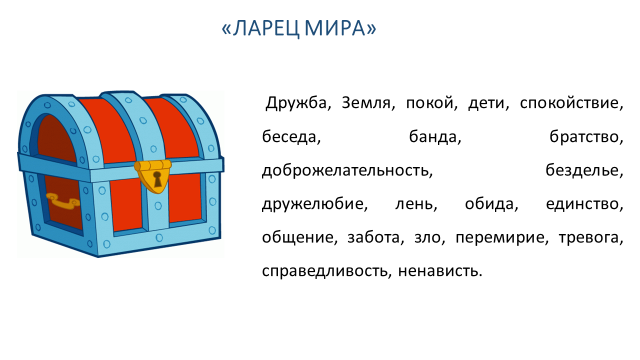 «ЛАРЕЦ МИРА»
Дружба, Земля, покой, дети, спокойствие,
беседа, банда, братство,
доброжелательность, безделье,
дружелюбие, лень, обида, единство,
общение, забота, зло, перемирие, тревога,
справедливость, ненависть.